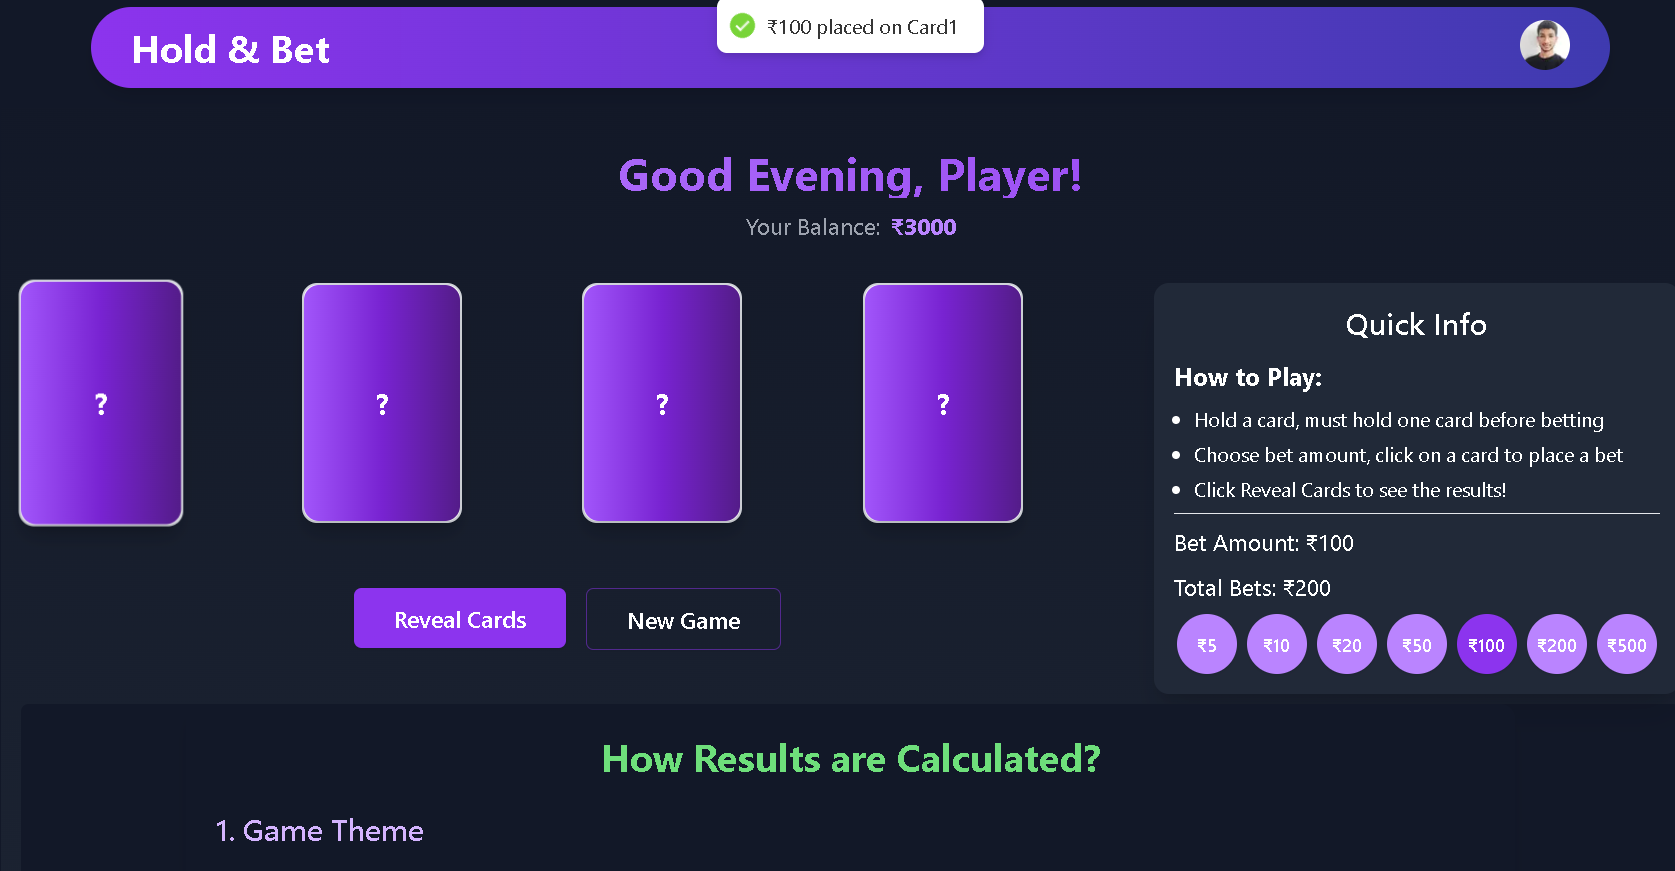 ₹100 placed on Card1
Hold & Bet
Good Evening, Player!
Your Balance: ₹3000
?
?
?
?
Reveal Cards
New Game
Quick Info
How to Play:
Hold a card, must hold one card before betting
Choose bet amount, click on a card to place a bet
Click Reveal Cards to see the results!
Bet Amount: ₹100
Total Bets: ₹200
₹5 ₹10 ₹20 ₹50 ₹100 ₹200 ₹500
How Results are Calculated?
1. Game Theme